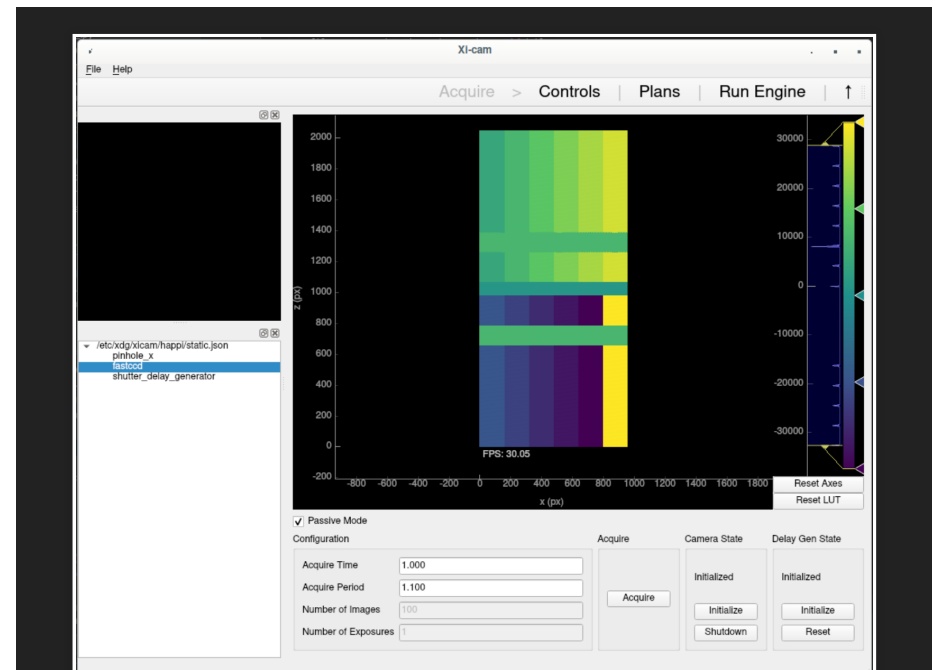 Xi-cam
File Help
Acquire > Controls | Plans | Run Engine | ↑
/etc/xdg/xicam/happi/static.json
pinhole_x
fastccd
shutter_delay_generator
z (px)
2000
1800
1600
1400
1200
1000
800
600
400
200
0
-200
FPS: 30.05
-800 -600 -400 -200 0 200 400 600 800 1000 1200 1400 1600 1800
x (px)
30000
20000
10000
0
-10000
-20000
-30000
Reset Axes
Reset LUT
Passive Mode
Configuration
Acquire Time 1.000
Acquire Period 1.100
Number of Images 100
Number of Exposures 1
Acquire
Acquire
Camera State
Initialized
Initialize
Shutdown
Delay Gen State
Initialized
Initialize
Reset